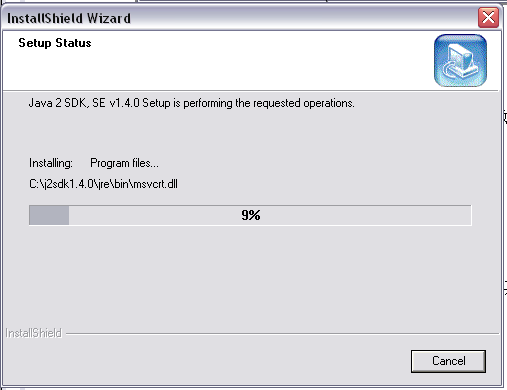 InstallShield Wizard
Setup Status
Java 2 SDK, SE v1.4.0 Setup is performing the requested operations.
Installing: Program files...
C:\j2sdk1.4.0\jre\bin\msvcrt.dll
9%
InstallShield
Cancel